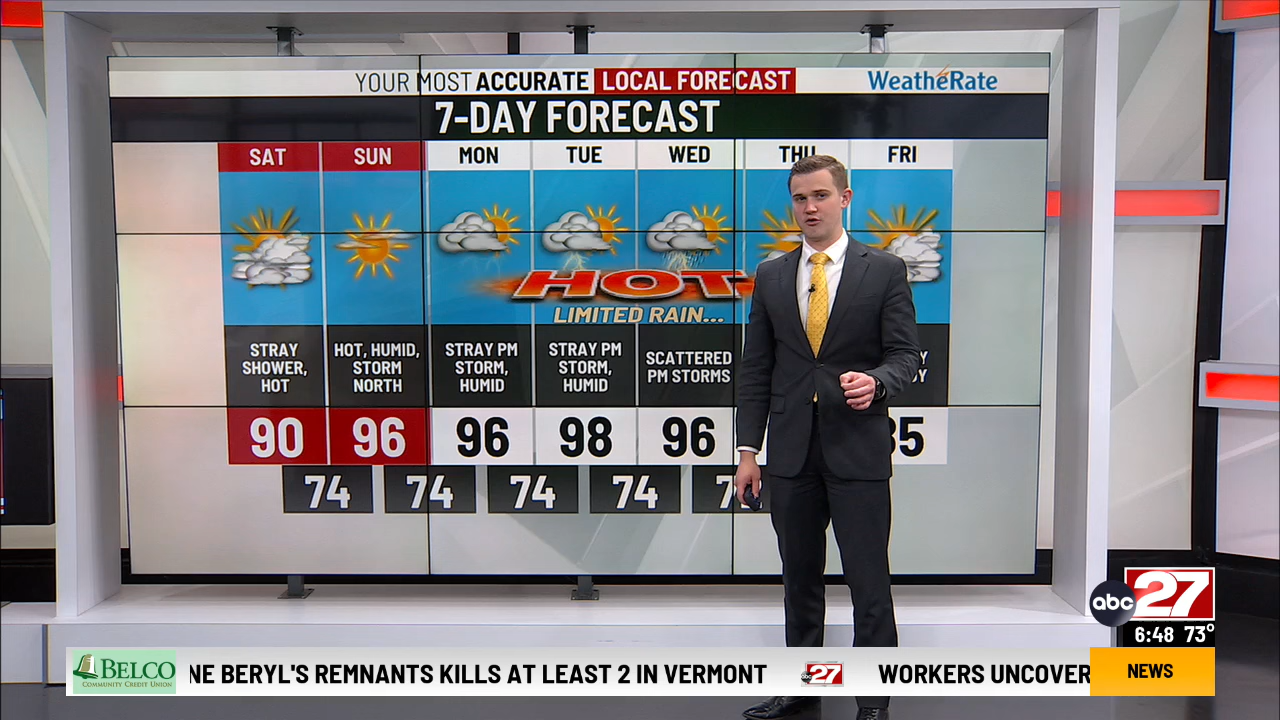 YOUR MOST ACCURATE LOCAL FORECAST
WeatheRate
7-DAY FORECAST
SAT SUN MON TUE WED THU FRI
HOT
LIMITED RAIN...
STRAY SHOWER, HOT
HOT, HUMID, STORM NORTH
STRAY PM STORM, HUMID
STRAY PM STORM, HUMID
SCATTERED PM STORMS
90 96 96 98 96
74 74 74 74
abc 27
6:48 73°
BELCO
COMMUNITY CREDIT UNION
NE BERYL'S REMNANTS KILLS AT LEAST 2 IN VERMONT abc 27 WORKERS UNCOVER
NEWS